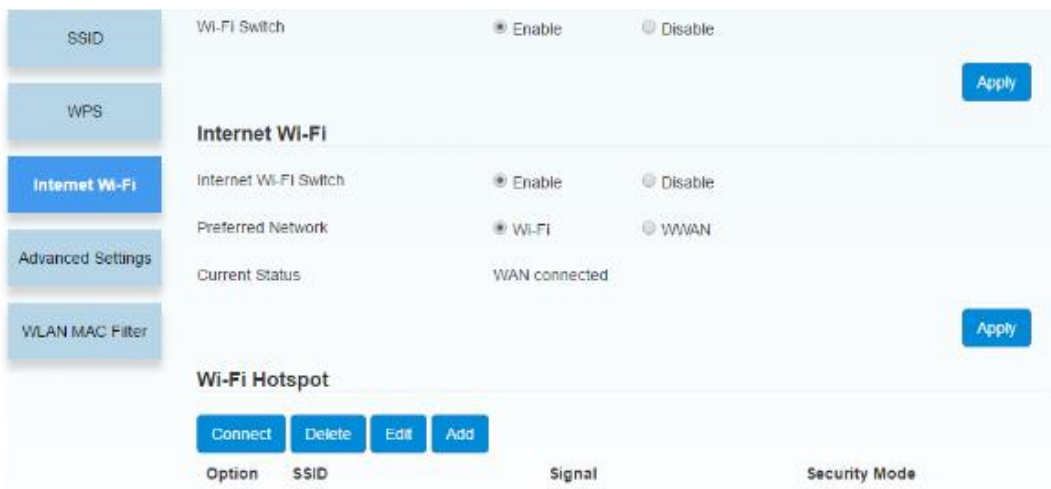 SSID
WPS
Internet Wi-Fi
Advanced Settings
WLAN MAC Filter
Wi-Fi Switch Enable Disable
Apply
Internet Wi-Fi
Internet Wi-Fi Switch Enable Disable
Preferred Network Wi-Fi WWAN
Current Status WAN connected
Apply
Wi-Fi Hotspot
Connect Delete Edit Add
Option SSID Signal Security Mode